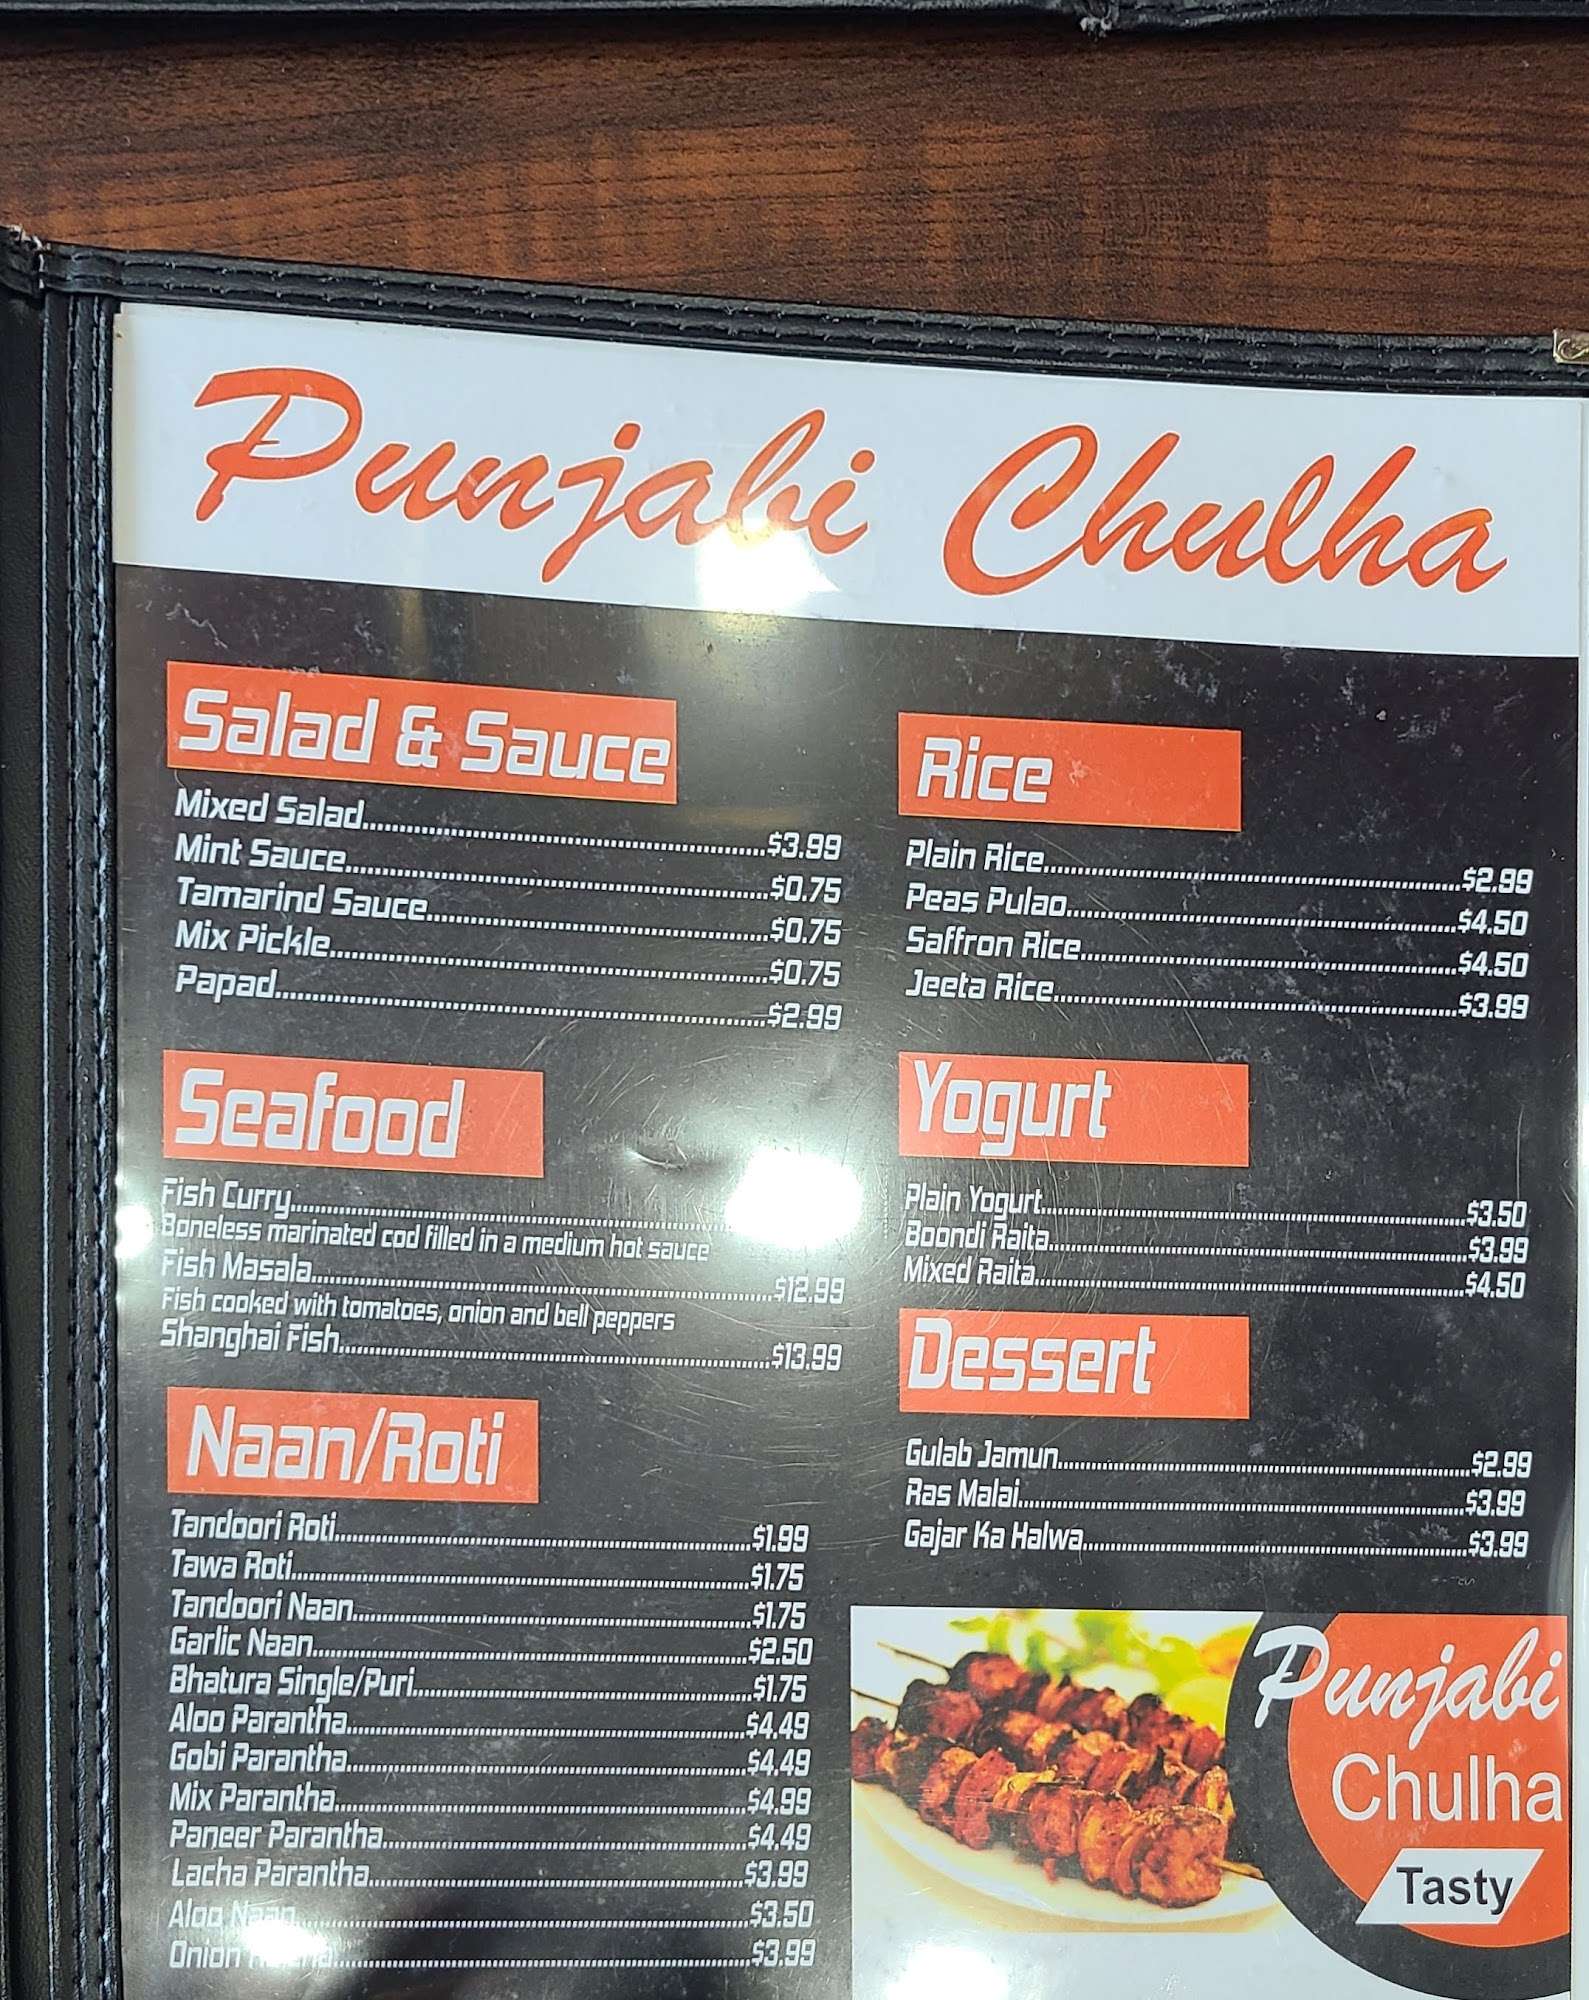 Punjabi Chulha
Salad & Sauce
Mixed Salad $3.99
Mint Sauce $0.75
Tamarind Sauce $0.75
Mix Pickle $0.75
Papad $2.99
Seafood
Fish Curry
Boneless marinated cod filled in a medium hot sauce
Fish Masala $12.99
Fish cooked with tomatoes, onion and bell peppers
Shanghai Fish $13.99
Naan/Roti
Tandoori Roti $1.99
Tawa Roti $1.75
Tandoori Naan $1.75
Garlic Naan $2.50
Bhatura Single/Puri $1.75
Aloo Parantha $4.49
Gobi Parantha $4.49
Mix Parantha $4.99
Paneer Parantha $4.49
Lacha Parantha $3.99
Aloo Naan $3.50
Onion $3.99
Rice
Plain Rice $2.99
Peas Pulao $4.50
Saffron Rice $4.50
Jeeta Rice $3.99
Yogurt
Plain Yogurt $3.50
Boondi Raita $3.99
Mixed Raita $4.50
Dessert
Gulab Jamun $2.99
Ras Malai $3.99
Gajar Ka Halwa $3.99
Punjabi
Chulha
Tasty